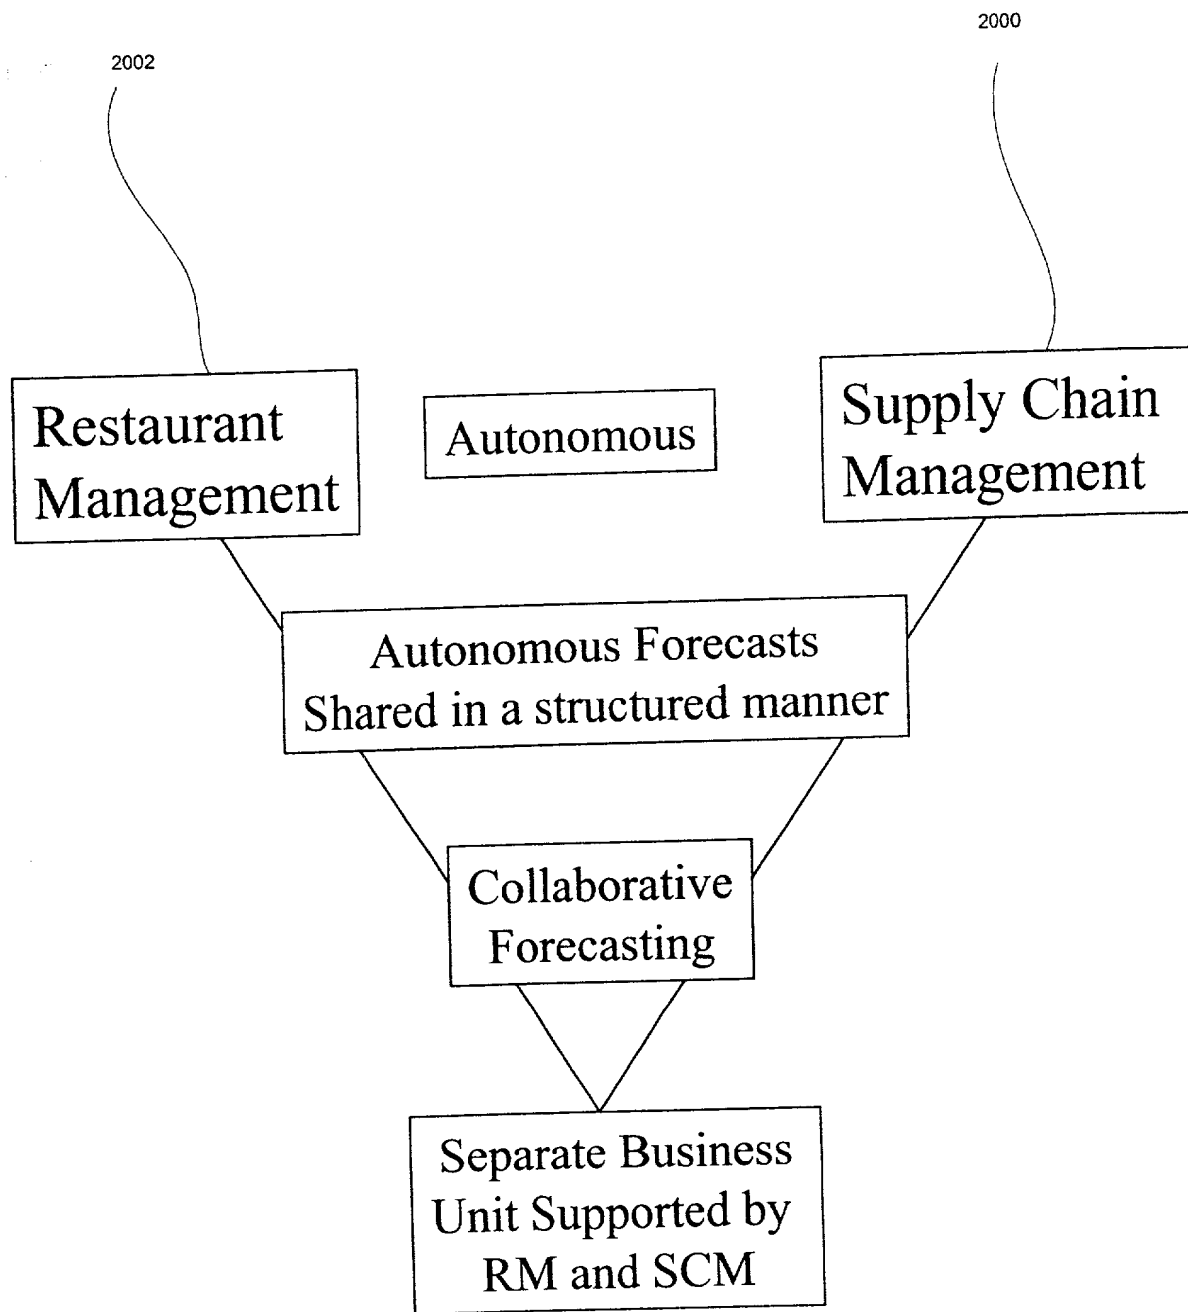 2002
2000
Restaurant
Management
Autonomous
Supply Chain
Management
Autonomous Forecasts
Shared in a structured manner
Collaborative
Forecasting
Separate Business
Unit Supported by
RM and SCM